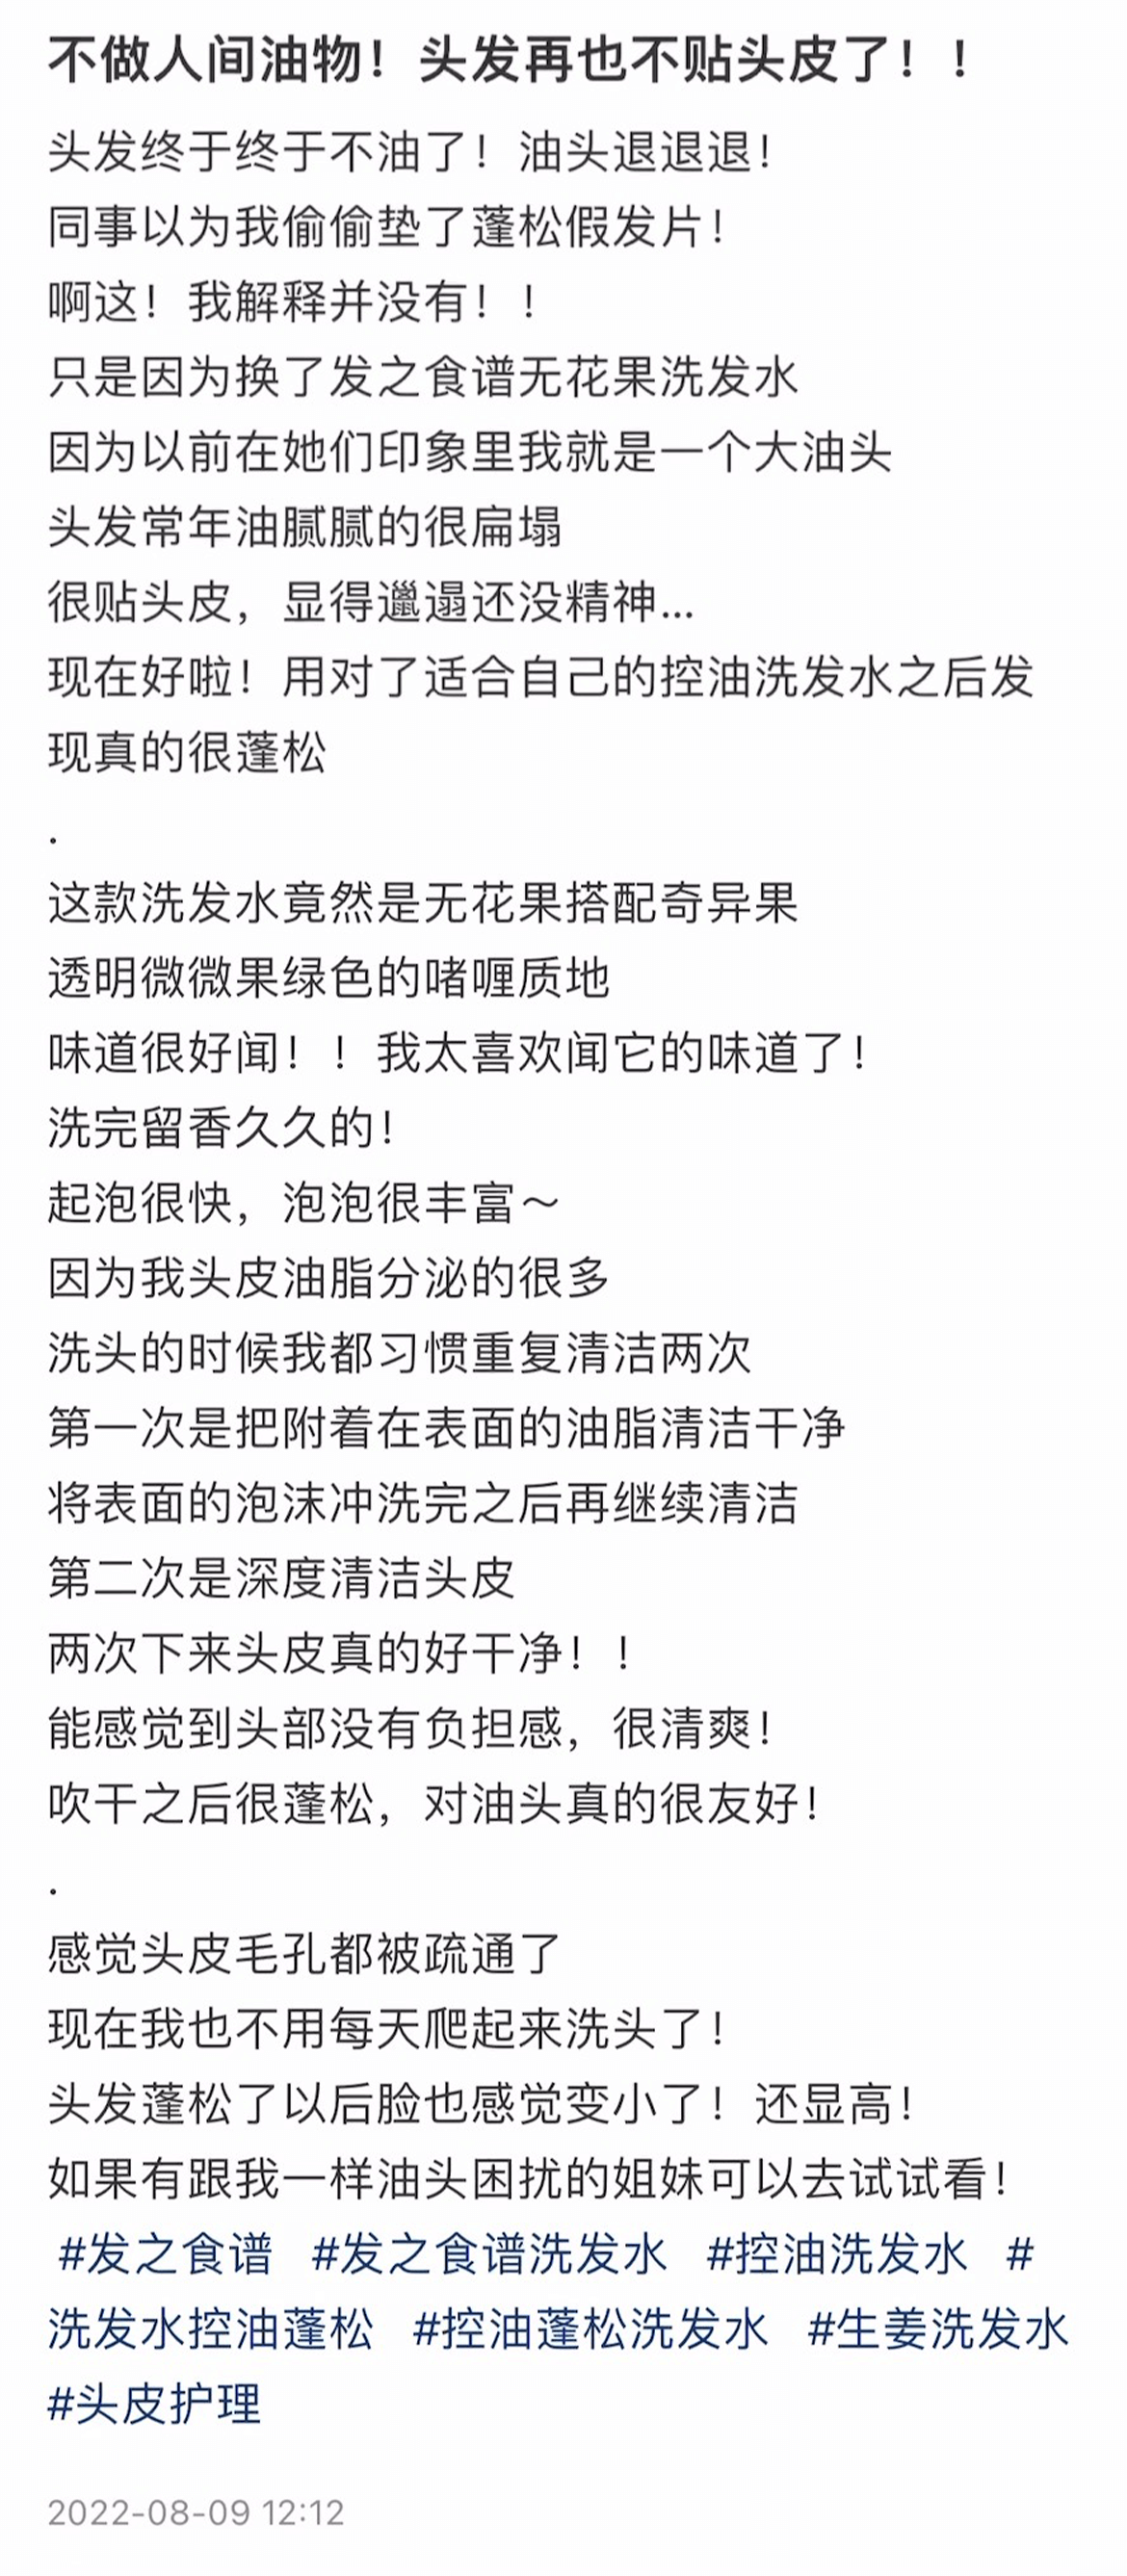 不做人间油物！头发再也不贴头皮了！！
头发终于终于不油了！油头退退退！
同事以为我偷偷垫了蓬松假发片！
啊这！我解释并没有！！
只是因为换了发之食谱无花果洗发水
因为以前在她们印象里我就是一个大油头
头发常年油腻腻的很扁塌
很贴头皮，显得邋遢还没精神...
现在好啦！用对了适合自己的控油洗发水之后发
现真的很蓬松
.
这款洗发水竟然是无花果搭配奇异果
透明微微果绿色的啫喱质地
味道很好闻！！我太喜欢闻它的味道了！
洗完留香久久的！
起泡很快，泡泡很丰富～
因为我头皮油脂分泌的很多
洗头的时候我都习惯重复清洁两次
第一次是把附着在表面的油脂清洁干净
将表面的泡沫冲洗完之后再继续清洁
第二次是深度清洁头皮
两次下来头皮真的好干净！！
能感觉到头部没有负担感，很清爽！
吹干之后很蓬松，对油头真的很友好！
.
感觉头皮毛孔都被疏通了
现在我也不用每天爬起来洗头了！
头发蓬松了以后脸也感觉变小了！还显高！
如果有跟我一样油头困扰的姐妹可以去试试看！
#发之食谱 #发之食谱洗发水 #控油洗发水 #
洗发水控油蓬松 #控油蓬松洗发水 #生姜洗发水
#头皮护理
2022-08-09 12:12